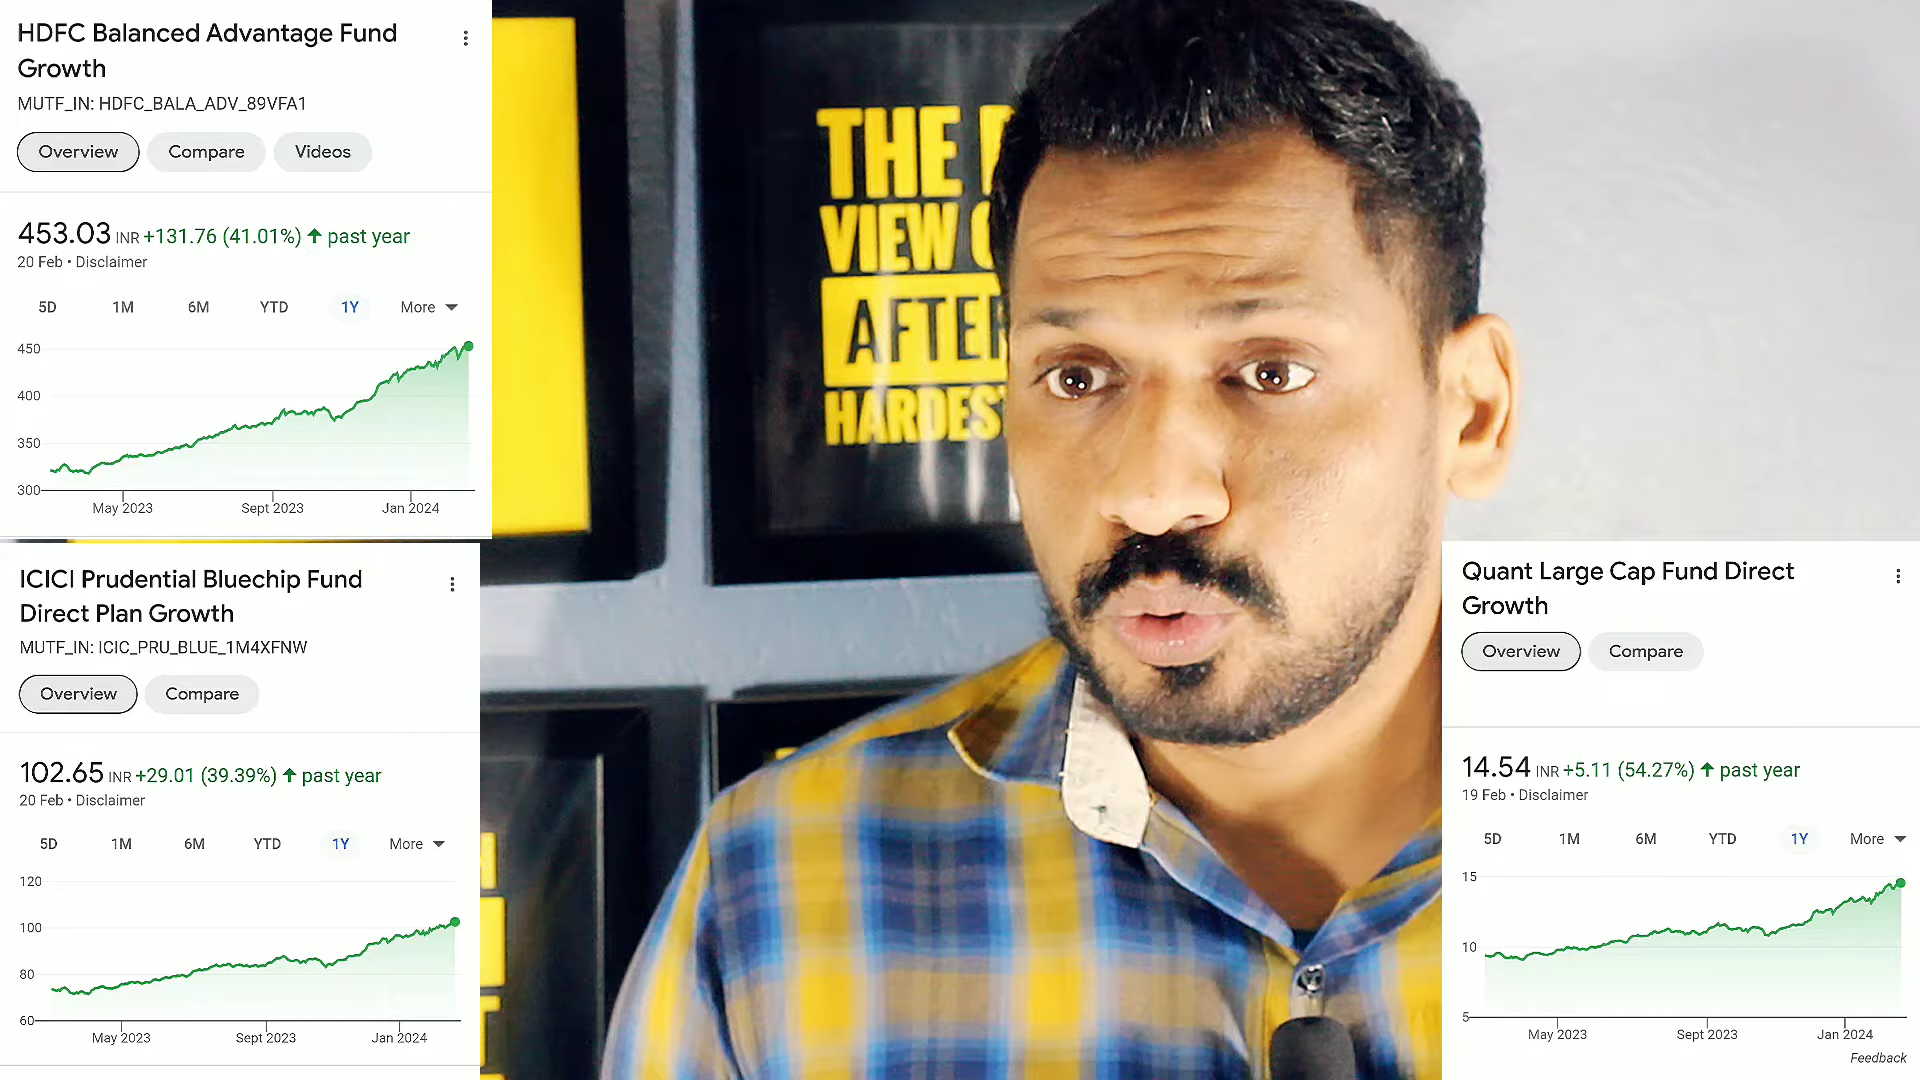 HDFC Balanced Advantage Fund
Growth
MUTF_IN: HDFC_BALA_ADV_89VFA1
Overview
Compare
Videos
453.03 INR +131.76 (41.01%) ↑ past year
20 Feb • Disclaimer
5D 1M 6M YTD 1Y More
450
400
350
300
May 2023 Sept 2023 Jan 2024
THE
VIEW
AFTER
HARDEST
ICICI Prudential Bluechip Fund
Direct Plan Growth
MUTF_IN: ICIC_PRU_BLUE_1M4XFNW
Overview
Compare
102.65 INR +29.01 (39.39%) ↑ past year
20 Feb • Disclaimer
5D 1M 6M YTD 1Y More
120
100
80
60
May 2023 Sept 2023 Jan 2024
Quant Large Cap Fund Direct
Growth
Overview
Compare
14.54 INR +5.11 (54.27%) ↑ past year
19 Feb • Disclaimer
5D 1M 6M YTD 1Y More
15
10
5
May 2023 Sept 2023 Jan 2024
Feedback